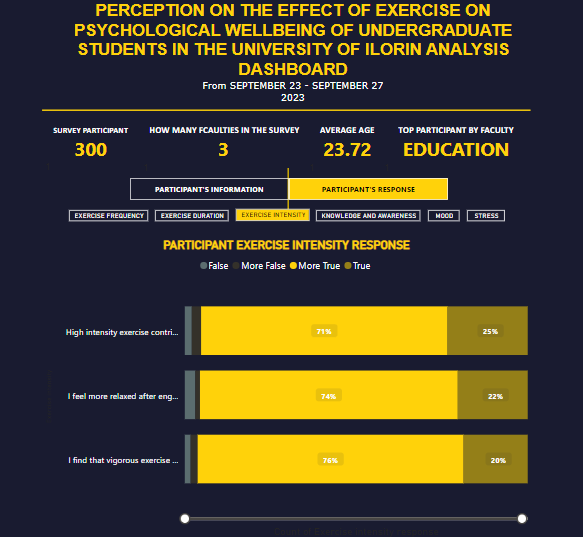 PERCEPTION ON THE EFFECT OF EXERCISE ON
PSYCHOLOGICAL WELLBEING OF UNDERGRADUATE
STUDENTS IN THE UNIVERSITY OF ILORIN ANALYSIS
DASHBOARD
From SEPTEMBER 23 - SEPTEMBER 27
2023
SURVEY PARTICIPANT HOW MANY FCAULTIES IN THE SURVEY AVERAGE AGE TOP PARTICIPANT BY FACULTY
300 3 23.72 EDUCATION
PARTICIPANT'S INFORMATION PARTICIPANT'S RESPONSE
EXERCISE FREQUENCY EXERCISE DURATION EXERCISE INTENSITY KNOWLEDGE AND AWARENESS MOOD STRESS
PARTICIPANT EXERCISE INTENSITY RESPONSE
False More False More True True
High intensity exercise contri... 71% 25%
I feel more relaxed after eng... 74% 22%
I find that vigorous exercise ... 76% 20%